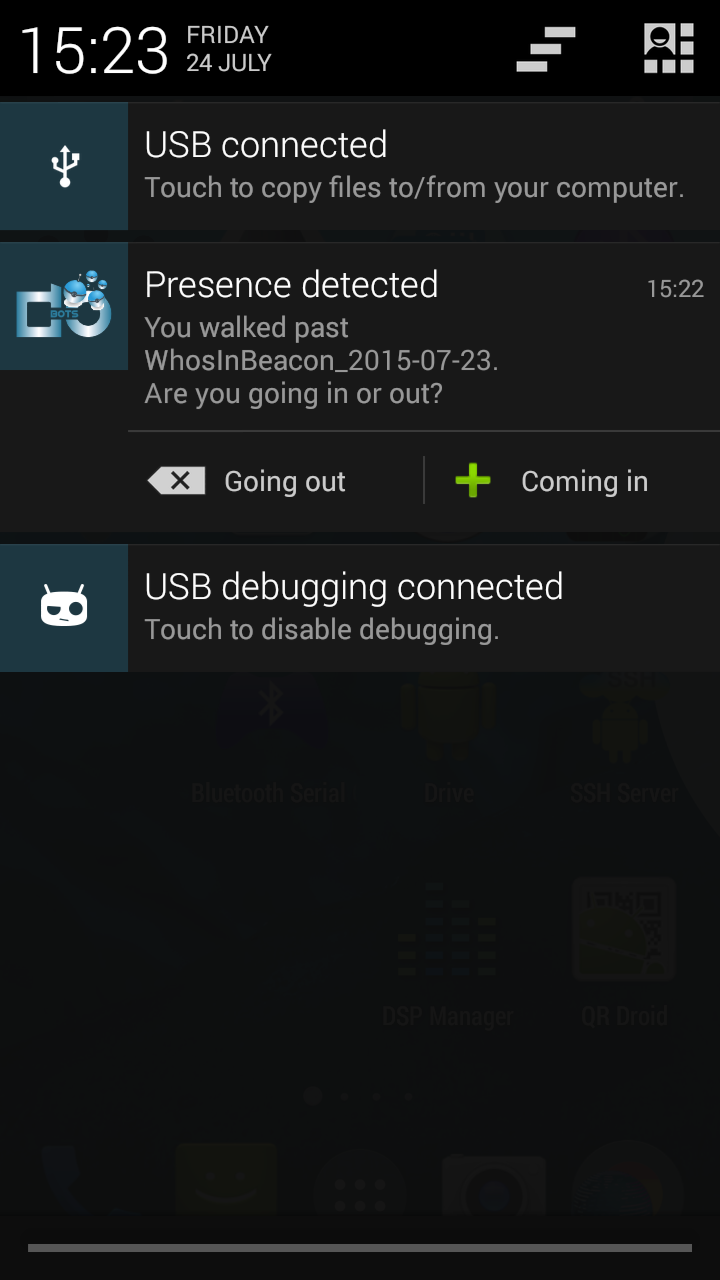 15:23
FRIDAY
24 JULY
USB connected
Touch to copy files to/from your computer.
BOTS
Presence detected
15:22
You walked past
WhosInBeacon_2015-07-23.
Are you going in or out?
Going out
Coming in
USB debugging connected
Touch to disable debugging.
Bluetooth Serial
Drive
SSH Server
DSP Manager
QR Droid